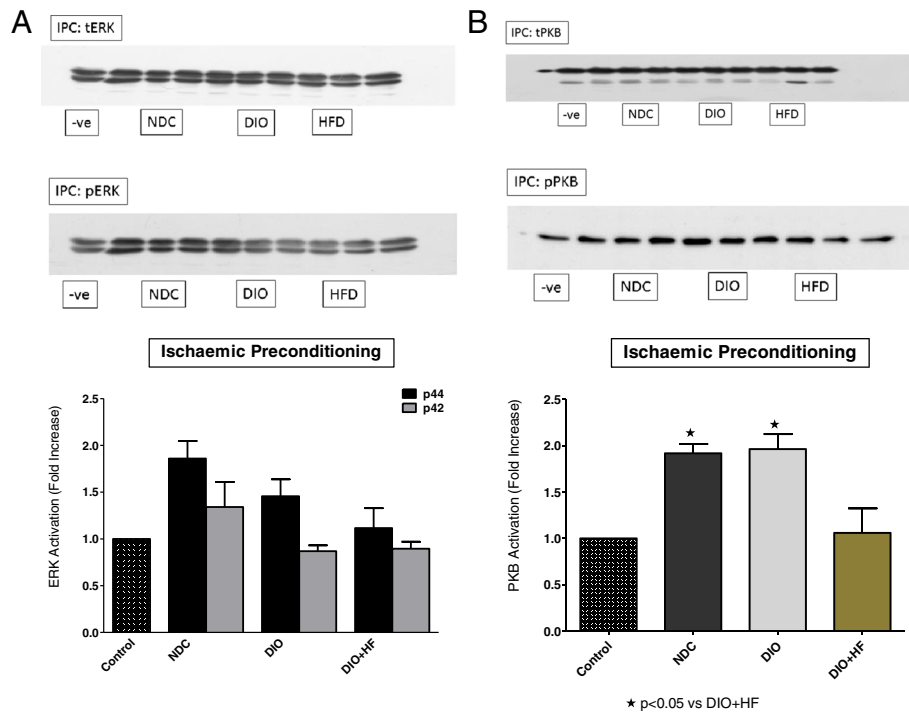 A
IPC: tERK
-ve NDC DIO HFD
IPC: pERK
-ve NDC DIO HFD
Ischaemic Preconditioning
p44
p42
ERK Activation (Fold Increase)
2.5
2.0
1.5
1.0
0.5
0.0
Control NDC DIO DIO+HF
B
IPC: tPKB
-ve NDC DIO HFD
IPC: pPKB
-ve NDC DIO HFD
Ischaemic Preconditioning
PKB Activation (Fold Increase)
2.5
2.0
1.5
1.0
0.5
0.0
★ ★
Control NDC DIO DIO+HF
★ p<0.05 vs DIO+HF